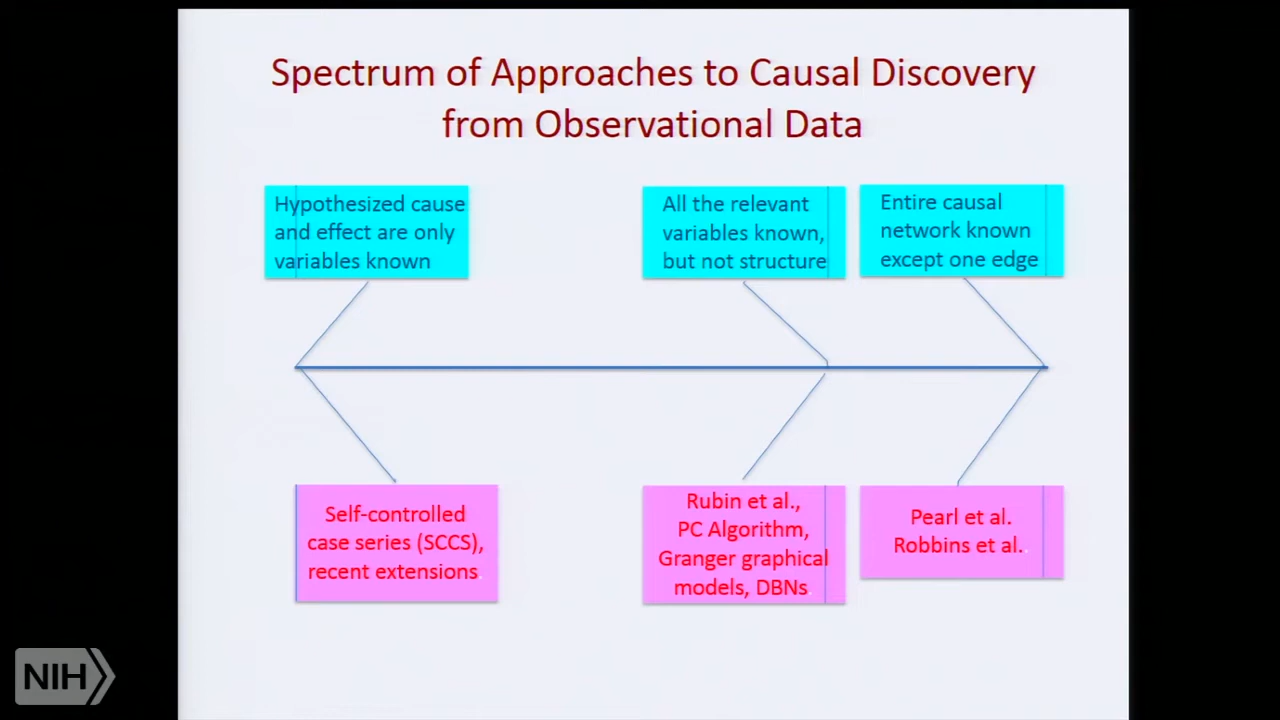 Spectrum of Approaches to Causal Discovery
from Observational Data
Hypothesized cause
and effect are only
variables known
All the relevant
variables known,
but not structure
Entire causal
network known
except one edge
Self-controlled
case series (SCCS),
recent extensions.
Rubin et al.,
PC Algorithm,
Granger graphical
models, DBNs.
Pearl et al.
Robbins et al..
NIH